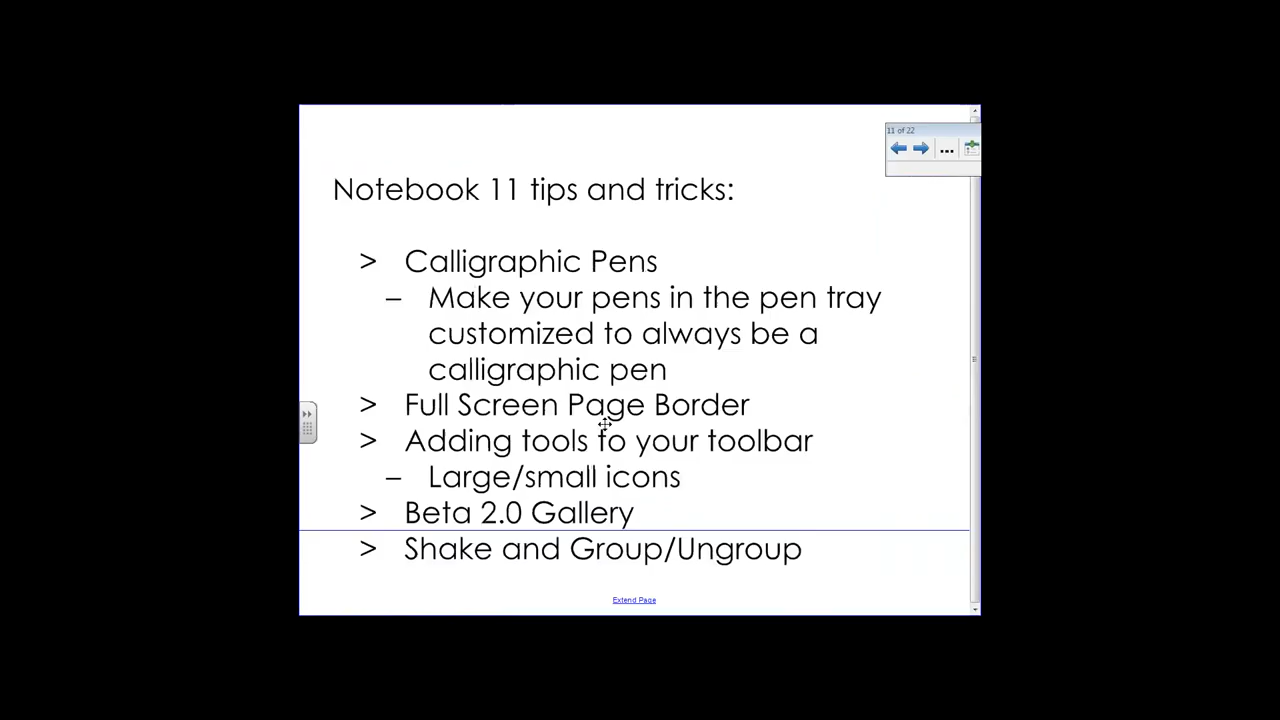 11 of 22
Notebook 11 tips and tricks:
> Calligraphic Pens
– Make your pens in the pen tray
customized to always be a
calligraphic pen
> Full Screen Page Border
> Adding tools to your toolbar
– Large/small icons
> Beta 2.0 Gallery
> Shake and Group/Ungroup
Extend Page